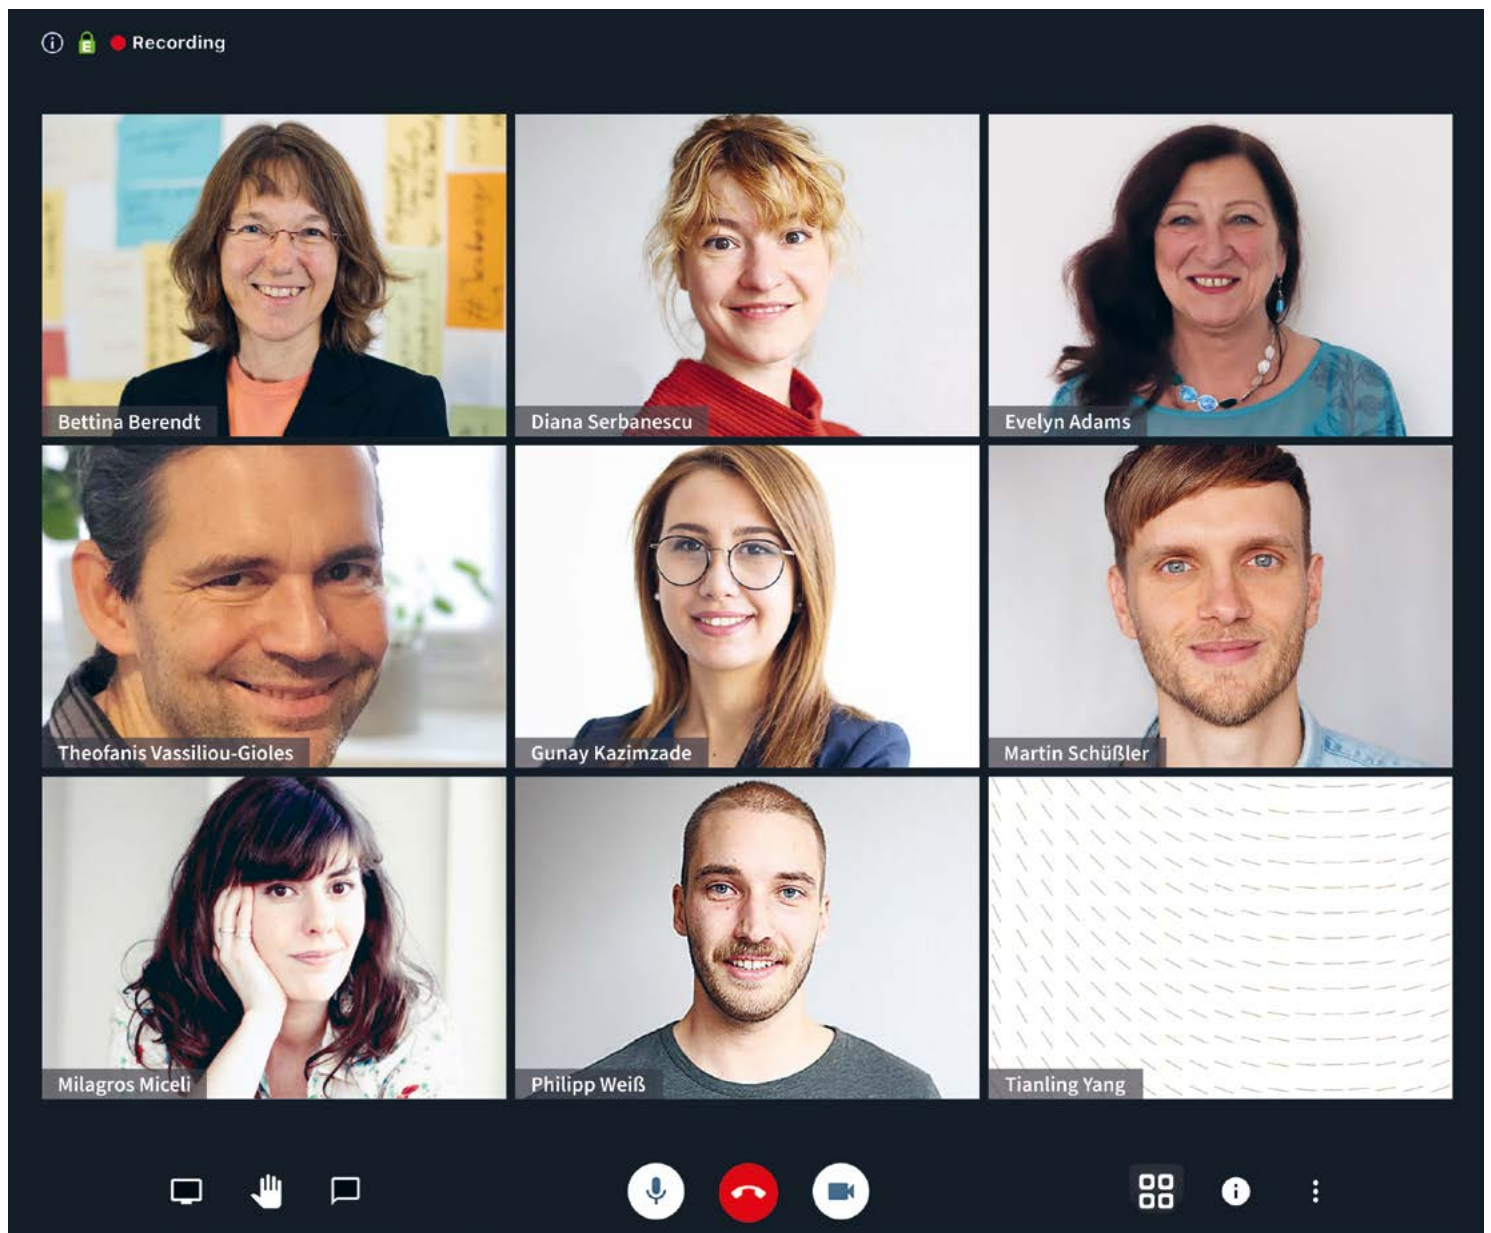 Recording
Bettina Berendt
Diana Serbanescu
Evelyn Adams
Theofanis Vassiliou-Gioles
Gunay Kazimzade
Martin Schüßler
Milagros Miceli
Philipp Weiß
Tianling Yang